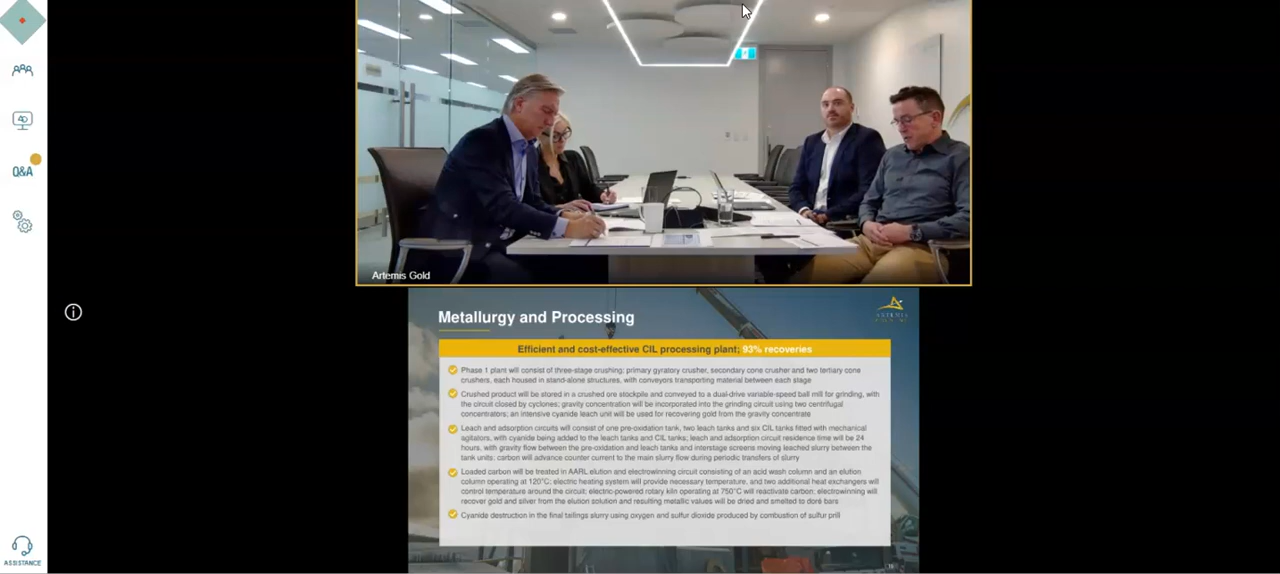 Q&A
ASSISTANCE
Artemis Gold
Metallurgy and Processing
Efficient and cost-effective CIL processing plant; 93% recoveries
Phase 1 plant will consist of three-stage crushing; primary gyratory crusher, secondary cone crusher and two tertiary cone
crushers, each housed in stand-alone structures, with conveyors transporting material between each stage
Crushed product will be stored in a crushed ore stockpile and conveyed to a dual-drive variable-speed ball mill for grinding, with
the circuit closed by cyclones; gravity concentration will be incorporated into the grinding circuit using two centrifugal
concentrators; an intensive cyanide leach unit will be used for recovering gold from the gravity concentrate
Leach and adsorption circuits will consist of one pre-oxidation tank, two leach tanks and six CIL tanks fitted with mechanical
agitators, with cyanide being added to the leach tanks and CIL tanks; leach and adsorption circuit residence time will be 24
hours, with gravity flow between the pre-oxidation and leach tanks and interstage screens moving leached slurry between the
tank units; carbon will advance counter current to the main slurry flow during periodic transfers of slurry
Loaded carbon will be treated in AARL elution and electrowinning circuit consisting of an acid wash column and an elution
column operating at 120°C; electric heating system will provide necessary temperature, and two additional heat exchangers will
control temperature around the circuit; electric-powered rotary kiln operating at 750°C will reactivate carbon; electrowinning will
recover gold and silver from the elution solution and resulting metallic values will be dried and smelted to doré bars
Cyanide destruction in the final tailings slurry using oxygen and sulfur dioxide produced by combustion of sulfur prill